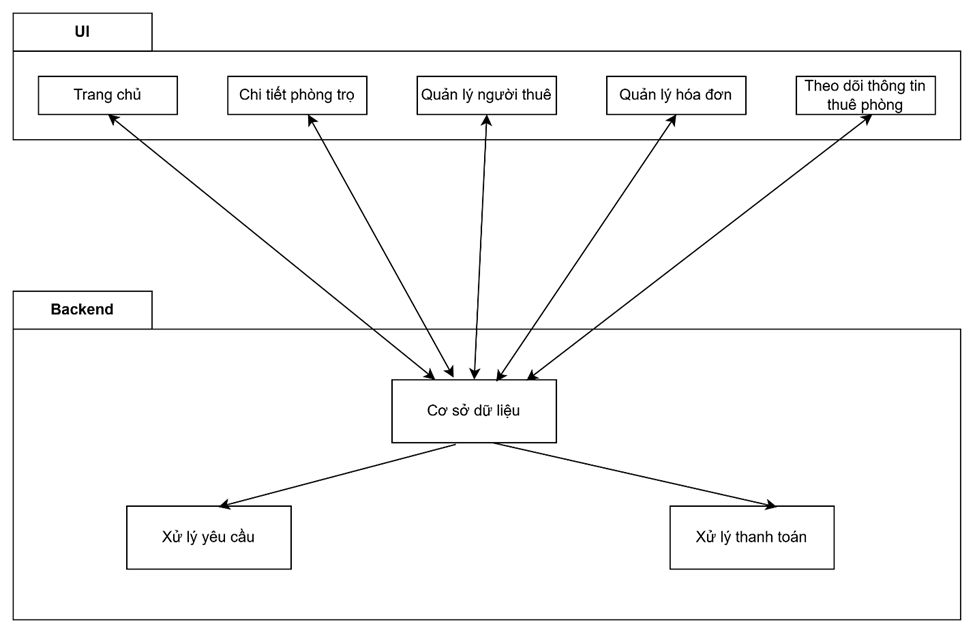 UI
Trang chủ
Chi tiết phòng trọ
Quản lý người thuê
Quản lý hóa đơn
Theo dõi thông tin
thuê phòng
Backend
Cơ sở dữ liệu
Xử lý yêu cầu
Xử lý thanh toán